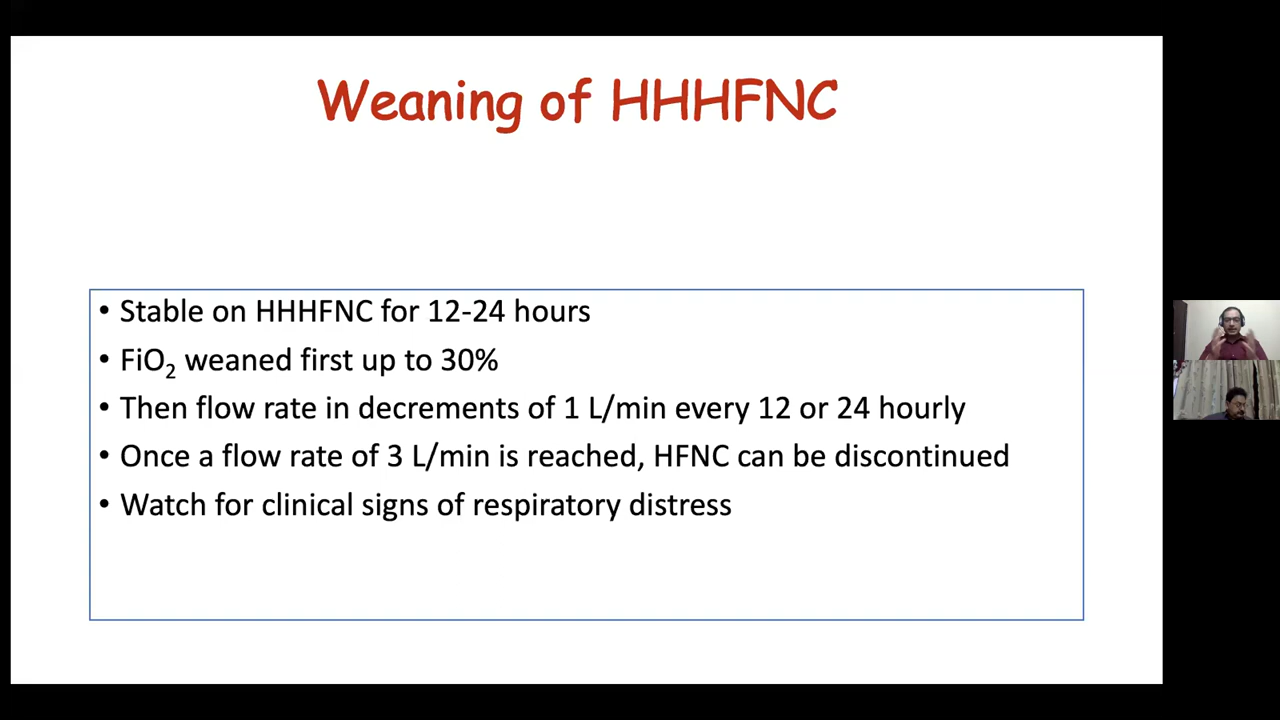 Weaning of HHHFNC
• Stable on HHHFNC for 12-24 hours
• FiO₂ weaned first up to 30%
• Then flow rate in decrements of 1 L/min every 12 or 24 hourly
• Once a flow rate of 3 L/min is reached, HFNC can be discontinued
• Watch for clinical signs of respiratory distress